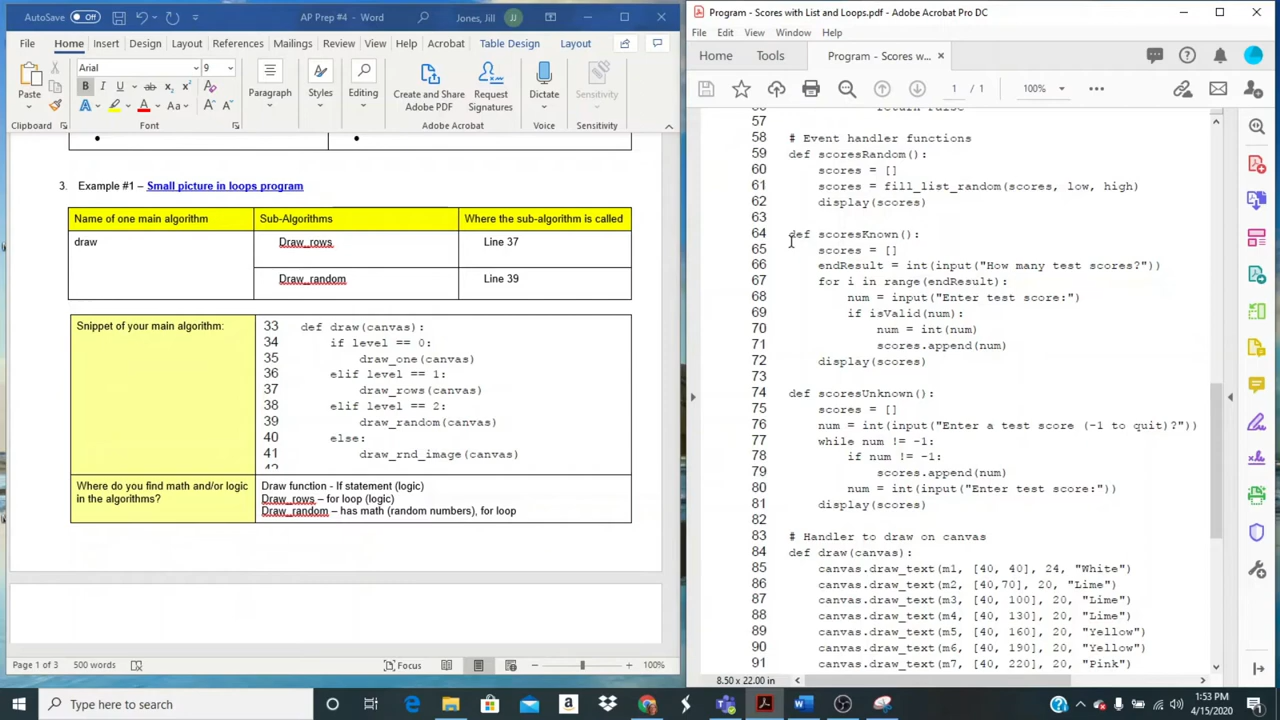 AutoSave Off AP Prep #4 - Word Jones, Jill JJ
File Home Insert Design Layout References Mailings Review View Help Acrobat Table Design Layout
Arial 9
Paste B I U ab x₂ x²
A A Aa A A
Paragraph Styles Editing Create and Share Adobe PDF Request Signatures Dictate Sensitivity
Clipboard Font Adobe Acrobat Voice Sensitivity
3. Example #1 – Small picture in loops program
Name of one main algorithm Sub-Algorithms Where the sub-algorithm is called
draw Draw_rows Line 37
Draw_random Line 39
Snippet of your main algorithm:
33 def draw(canvas):
34 if level == 0:
35 draw_one(canvas)
36 elif level == 1:
37 draw_rows(canvas)
38 elif level == 2:
39 draw_random(canvas)
40 else:
41 draw_rnd_image(canvas)
Where do you find math and/or logic
in the algorithms?
Draw function - If statement (logic)
Draw_rows – for loop (logic)
Draw_random – has math (random numbers), for loop
Page 1 of 3 500 words Focus 100%
Program - Scores with List and Loops.pdf - Adobe Acrobat Pro DC
File Edit View Window Help
Home Tools Program - Scores w...
1 / 1 100%
57
58 # Event handler functions
59 def scoresRandom():
60 scores = []
61 scores = fill_list_random(scores, low, high)
62 display(scores)
63
64 def scoresKnown():
65 scores = []
66 endResult = int(input("How many test scores?"))
67 for i in range(endResult):
68 num = input("Enter test score:")
69 if isValid(num):
70 num = int(num)
71 scores.append(num)
72 display(scores)
73
74 def scoresUnknown():
75 scores = []
76 num = int(input("Enter a test score (-1 to quit)?"))
77 while num != -1:
78 if num != -1:
79 scores.append(num)
80 num = int(input("Enter test score:"))
81 display(scores)
82
83 # Handler to draw on canvas
84 def draw(canvas):
85 canvas.draw_text(m1, [40, 40], 24, "White")
86 canvas.draw_text(m2, [40,70], 20, "Lime")
87 canvas.draw_text(m3, [40, 100], 20, "Lime")
88 canvas.draw_text(m4, [40, 130], 20, "Lime")
89 canvas.draw_text(m5, [40, 160], 20, "Yellow")
90 canvas.draw_text(m6, [40, 190], 20, "Yellow")
91 canvas.draw_text(m7, [40, 220], 20, "Pink")
8.50 x 22.00 in
Type here to search
1:53 PM
4/15/2020